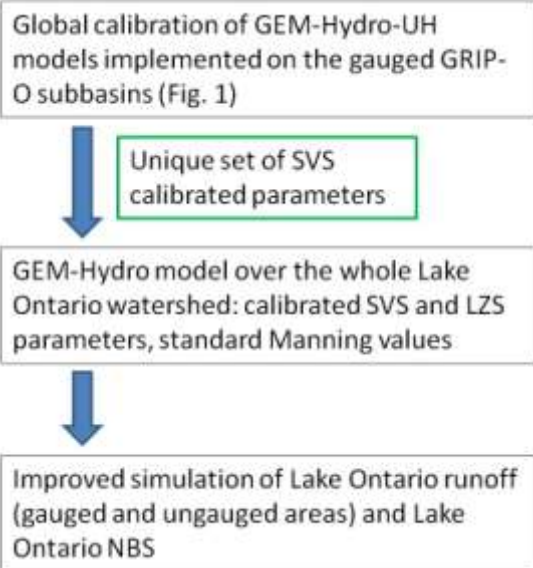 Global calibration of GEM-Hydro-UH
models implemented on the gauged GRIP-
O subbasins (Fig. 1)
Unique set of SVS
calibrated parameters
GEM-Hydro model over the whole Lake
Ontario watershed: calibrated SVS and LZS
parameters, standard Manning values
Improved simulation of Lake Ontario runoff
(gauged and ungauged areas) and Lake
Ontario NBS